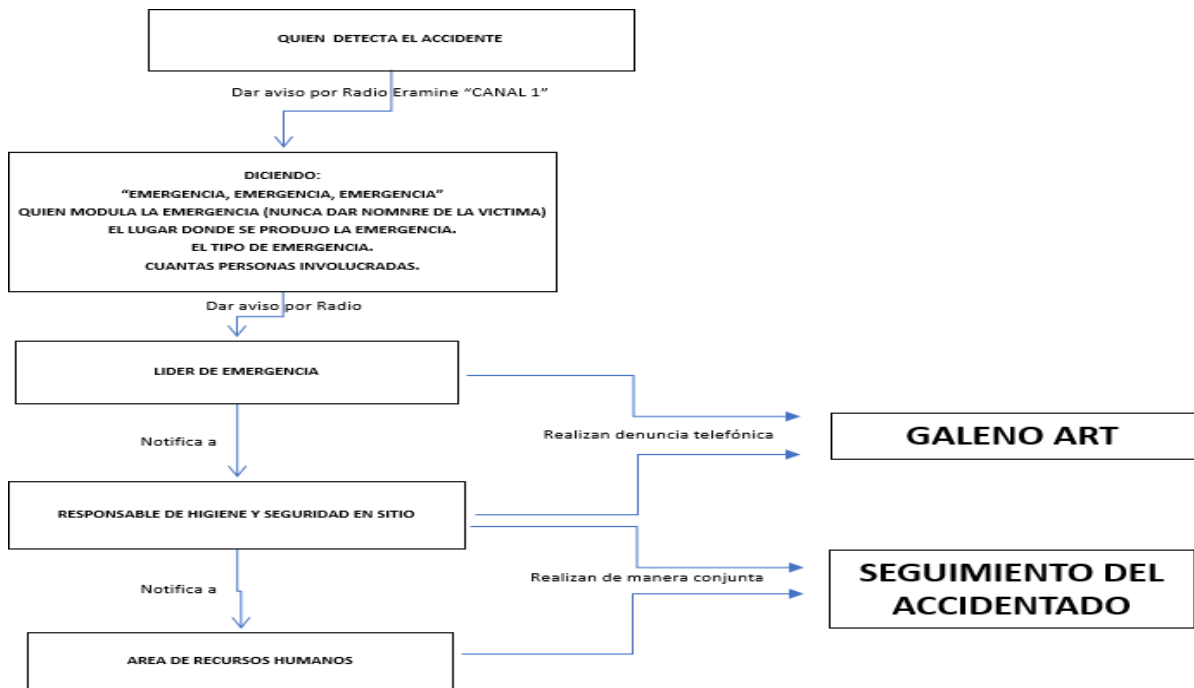 QUIEN DETECTA EL ACCIDENTE
Dar aviso por Radio Eramine “CANAL 1”
DICIENDO:
“EMERGENCIA, EMERGENCIA, EMERGENCIA”
QUIEN MODULA LA EMERGENCIA (NUNCA DAR NOMNRE DE LA VICTIMA)
EL LUGAR DONDE SE PRODUJO LA EMERGENCIA.
EL TIPO DE EMERGENCIA.
CUANTAS PERSONAS INVOLUCRADAS.
Dar aviso por Radio
LIDER DE EMERGENCIA
Notifica a
Realizan denuncia telefónica
GALENO ART
RESPONSABLE DE HIGIENE Y SEGURIDAD EN SITIO
Notifica a
Realizan de manera conjunta
SEGUIMIENTO DEL
ACCIDENTADO
AREA DE RECURSOS HUMANOS